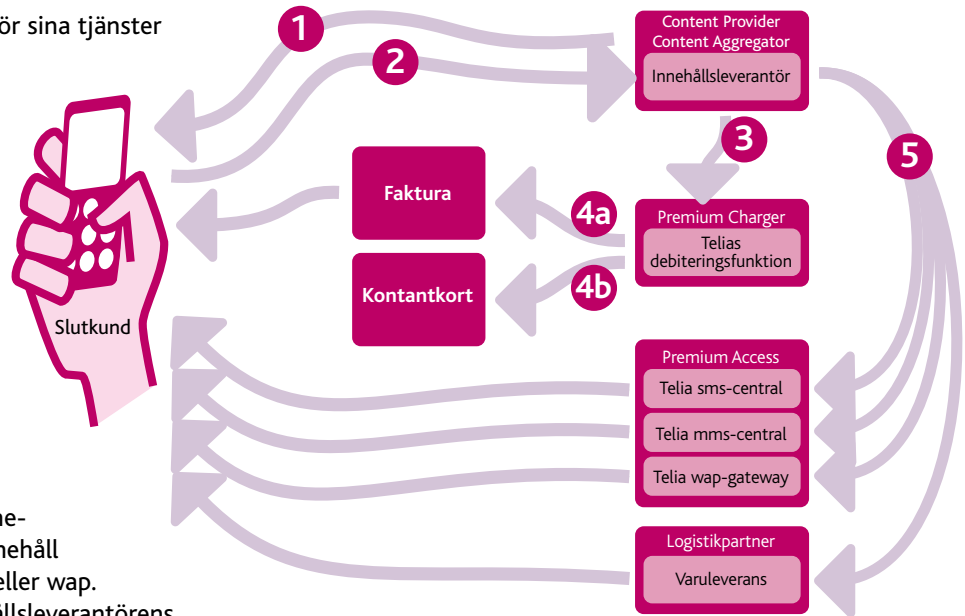 ör sina tjänster
1
2
Content Provider
Content Aggregator
Innehållsleverantör
3
5
Faktura
4a
Premium Charger
Telias
debiteringsfunktion
Kontantkort
4b
Slutkund
Premium Access
Telia sms-central
Telia mms-central
Telia wap-gateway
ne-
nehåll
eller wap.
Logistikpartner
Varuleverans
ållsleverantörens